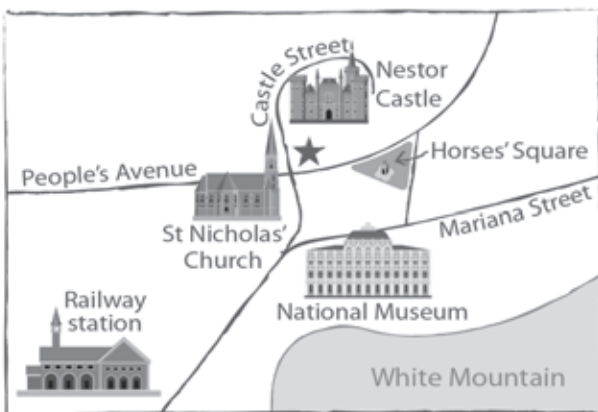 Castle Street
Nestor
Castle
People's Avenue
Horses' Square
St Nicholas'
Church
Mariana Street
Railway
station
National Museum
White Mountain